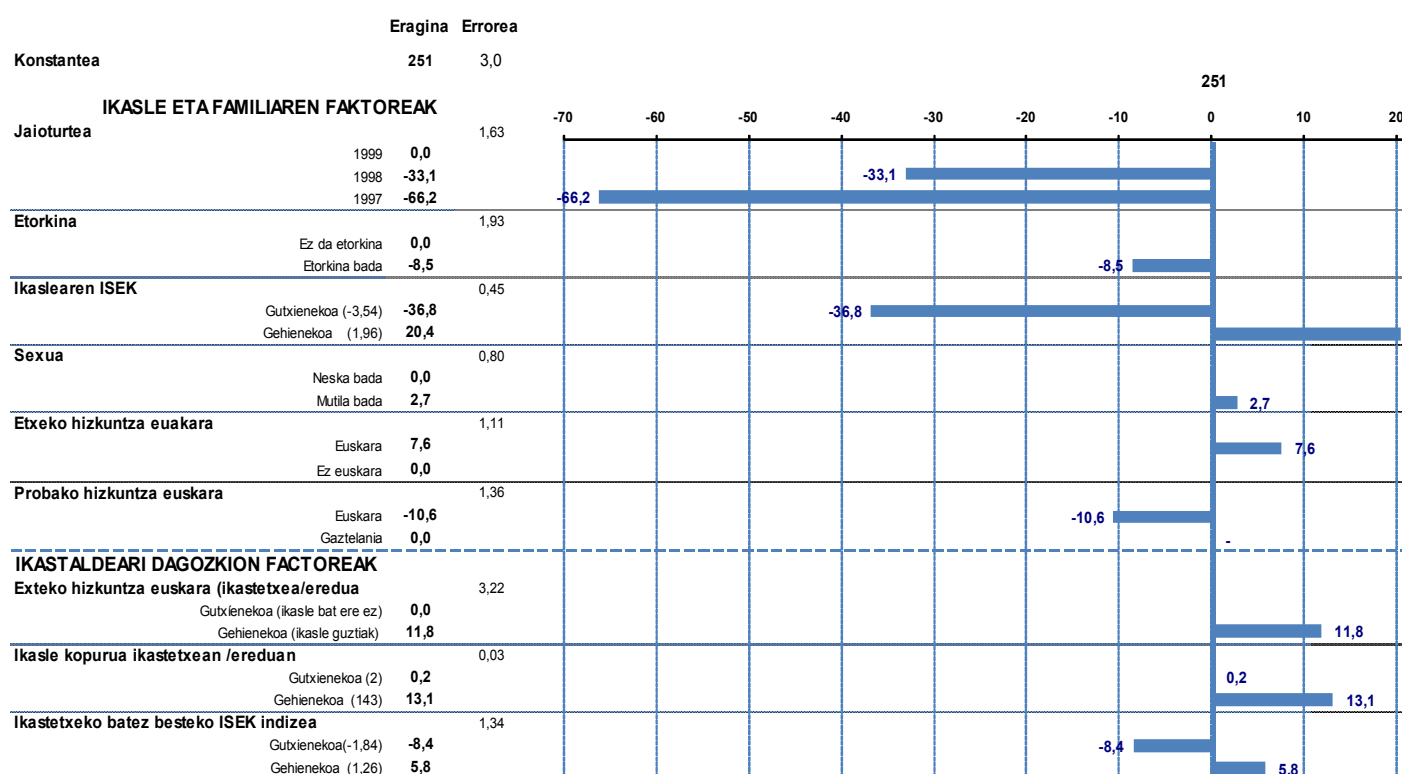 Eragina Errorea
Konstantea 251 3,0
251
IKASLE ETA FAMILIAREN FAKTOREAK
-70 -60 -50 -40 -30 -20 -10 0 10 20
Jaioturtea 1,63
1999 0,0
1998 -33,1 -33,1
1997 -66,2 -66,2
Etorkina 1,93
Ez da etorkina 0,0
Etorkina bada -8,5 -8,5
Ikaslearen ISEK 0,45
Gutxienekoa (-3,54) -36,8 -36,8
Gehienekoa (1,96) 20,4
Sexua 0,80
Neska bada 0,0
Mutila bada 2,7 2,7
Etxeko hizkuntza euakara 1,11
Euskara 7,6 7,6
Ez euskara 0,0
Probako hizkuntza euskara 1,36
Euskara -10,6 -10,6
Gaztelania 0,0 -
IKASTALDEARI DAGOZKION FACTOREAK
Exteko hizkuntza euskara (ikastetxea/eredua 3,22
Gutxienekoa (ikasle bat ere ez) 0,0
Gehienekoa (ikasle guztiak) 11,8 11,8
Ikasle kopurua ikastetxean /ereduan 0,03
Gutxienekoa (2) 0,2 0,2
Gehienekoa (143) 13,1 13,1
Ikastetxeko batez besteko ISEK indizea 1,34
Gutxienekoa(-1,84) -8,4 -8,4
Gehienekoa (1,26) 5,8 5,8